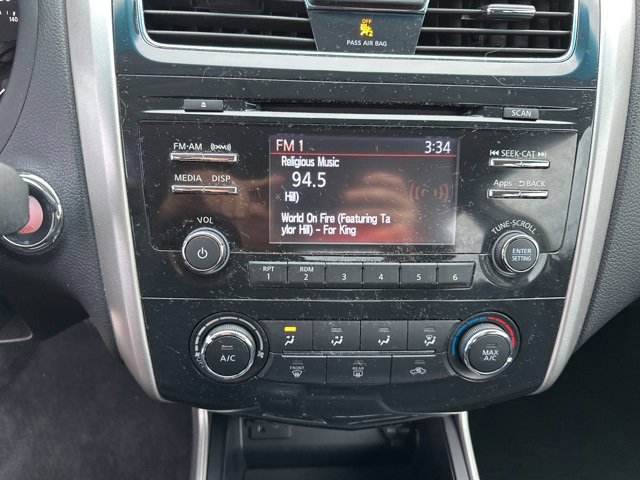 140
OFF
PASS AIR BAG
SCAN
FM·AM
(XM)
FM 1
3:34
SEEK·CAT
MEDIA
DISP
Religious Music
94.5
Hill)
World On Fire (Featuring Ta
ylor Hill) - For King
Apps
BACK
VOL
TUNE·SCROLL
ENTER
SETTING
RPT
1
RDM
2
3
4
5
6
A/C
FRONT
REAR
MAX
A/C